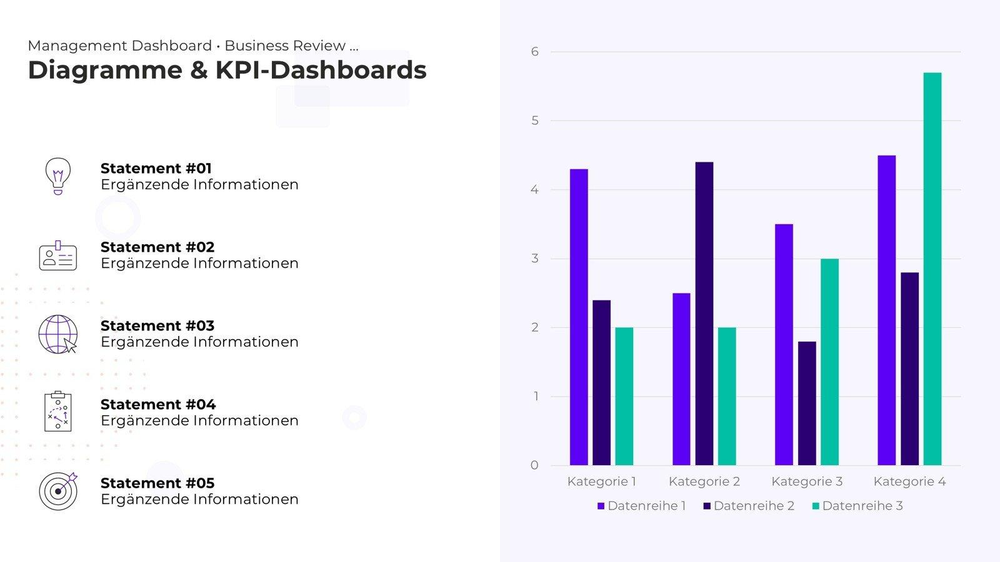 Management Dashboard • Business Review ...
Diagramme & KPI-Dashboards
Statement #01
Ergänzende Informationen
Statement #02
Ergänzende Informationen
Statement #03
Ergänzende Informationen
Statement #04
Ergänzende Informationen
Statement #05
Ergänzende Informationen
6
5
4
3
2
1
0
Kategorie 1 Kategorie 2 Kategorie 3 Kategorie 4
Datenreihe 1 Datenreihe 2 Datenreihe 3